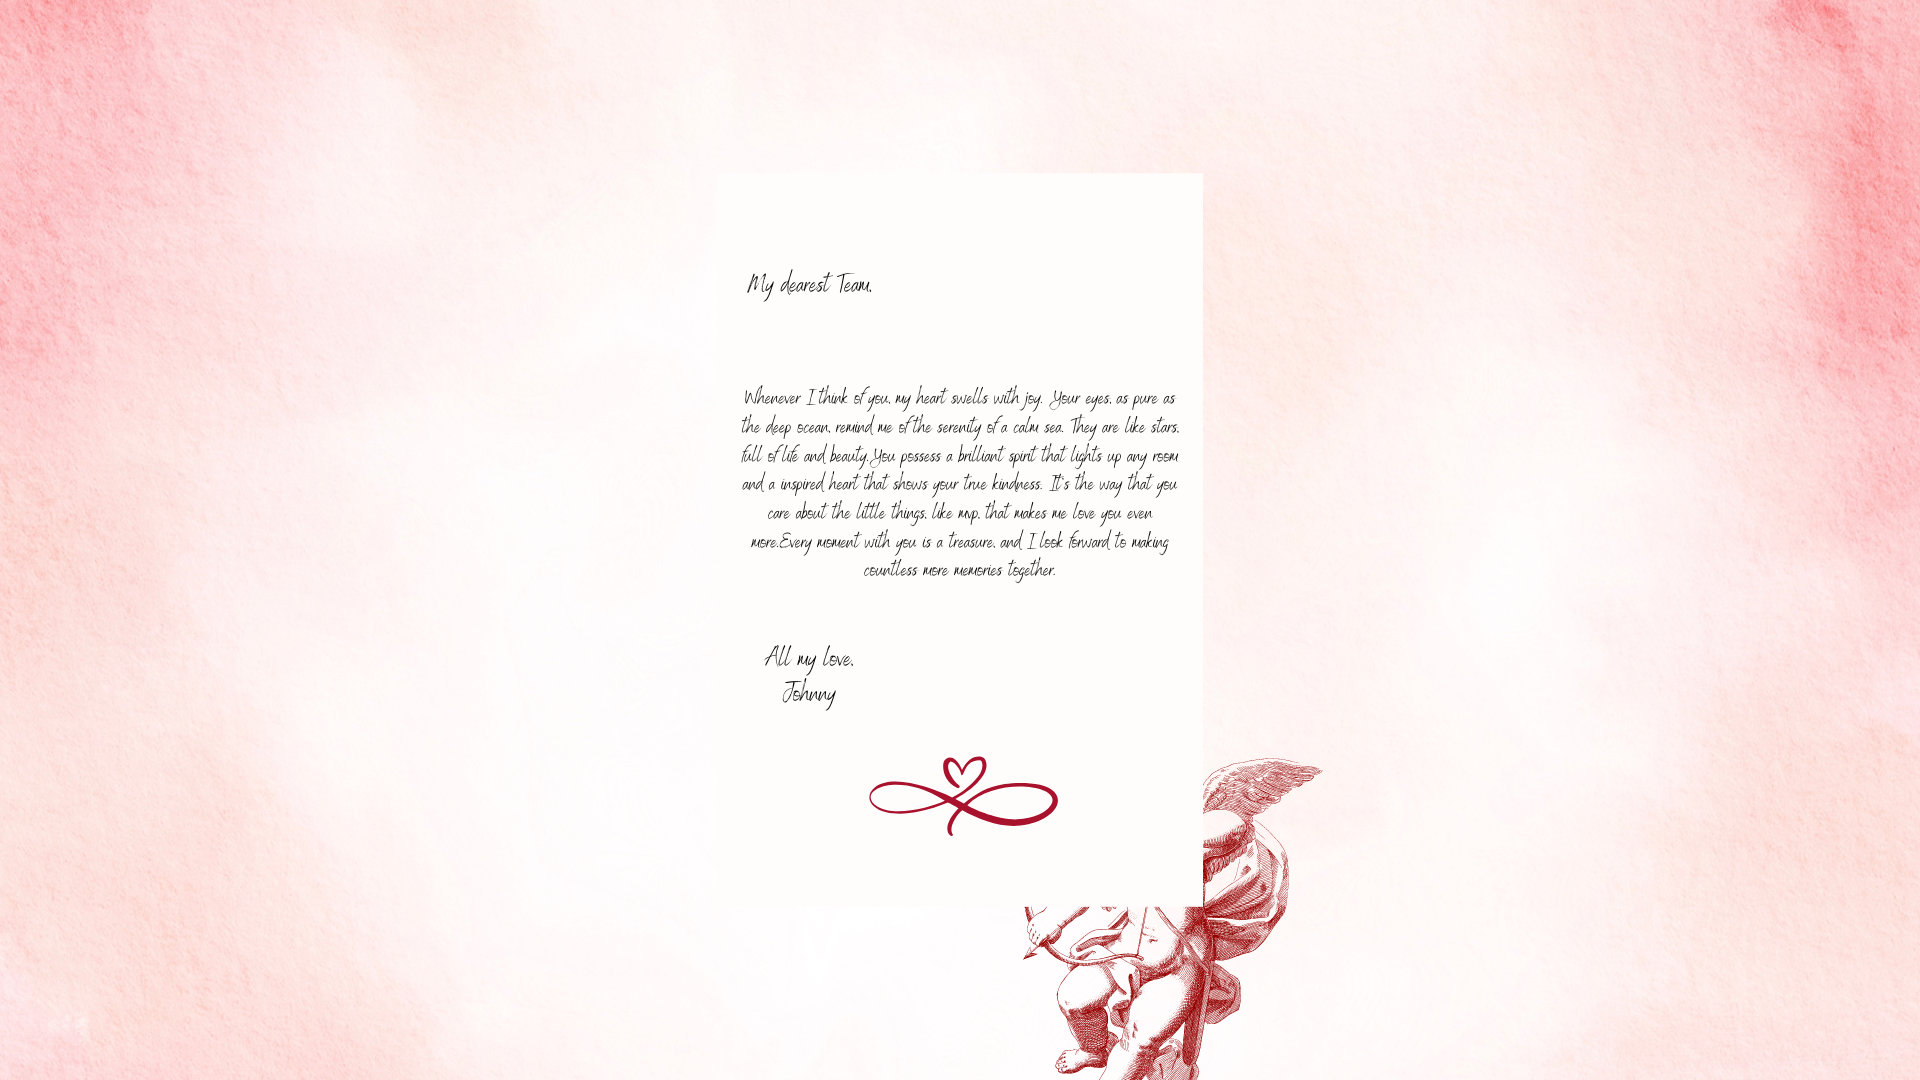 My dearest Team,
Whenever I think of you, my heart swells with joy. Your eyes, as pure as
the deep ocean, remind me of the serenity of a calm sea. They are like stars,
full of life and beauty.You possess a brilliant spirit that lights up any room
and a inspired heart that shows your true kindness. It's the way that you
care about the little things, like mvp, that makes me love you even
more.Every moment with you is a treasure, and I look forward to making
countless more memories together.
All my love,
Johnny